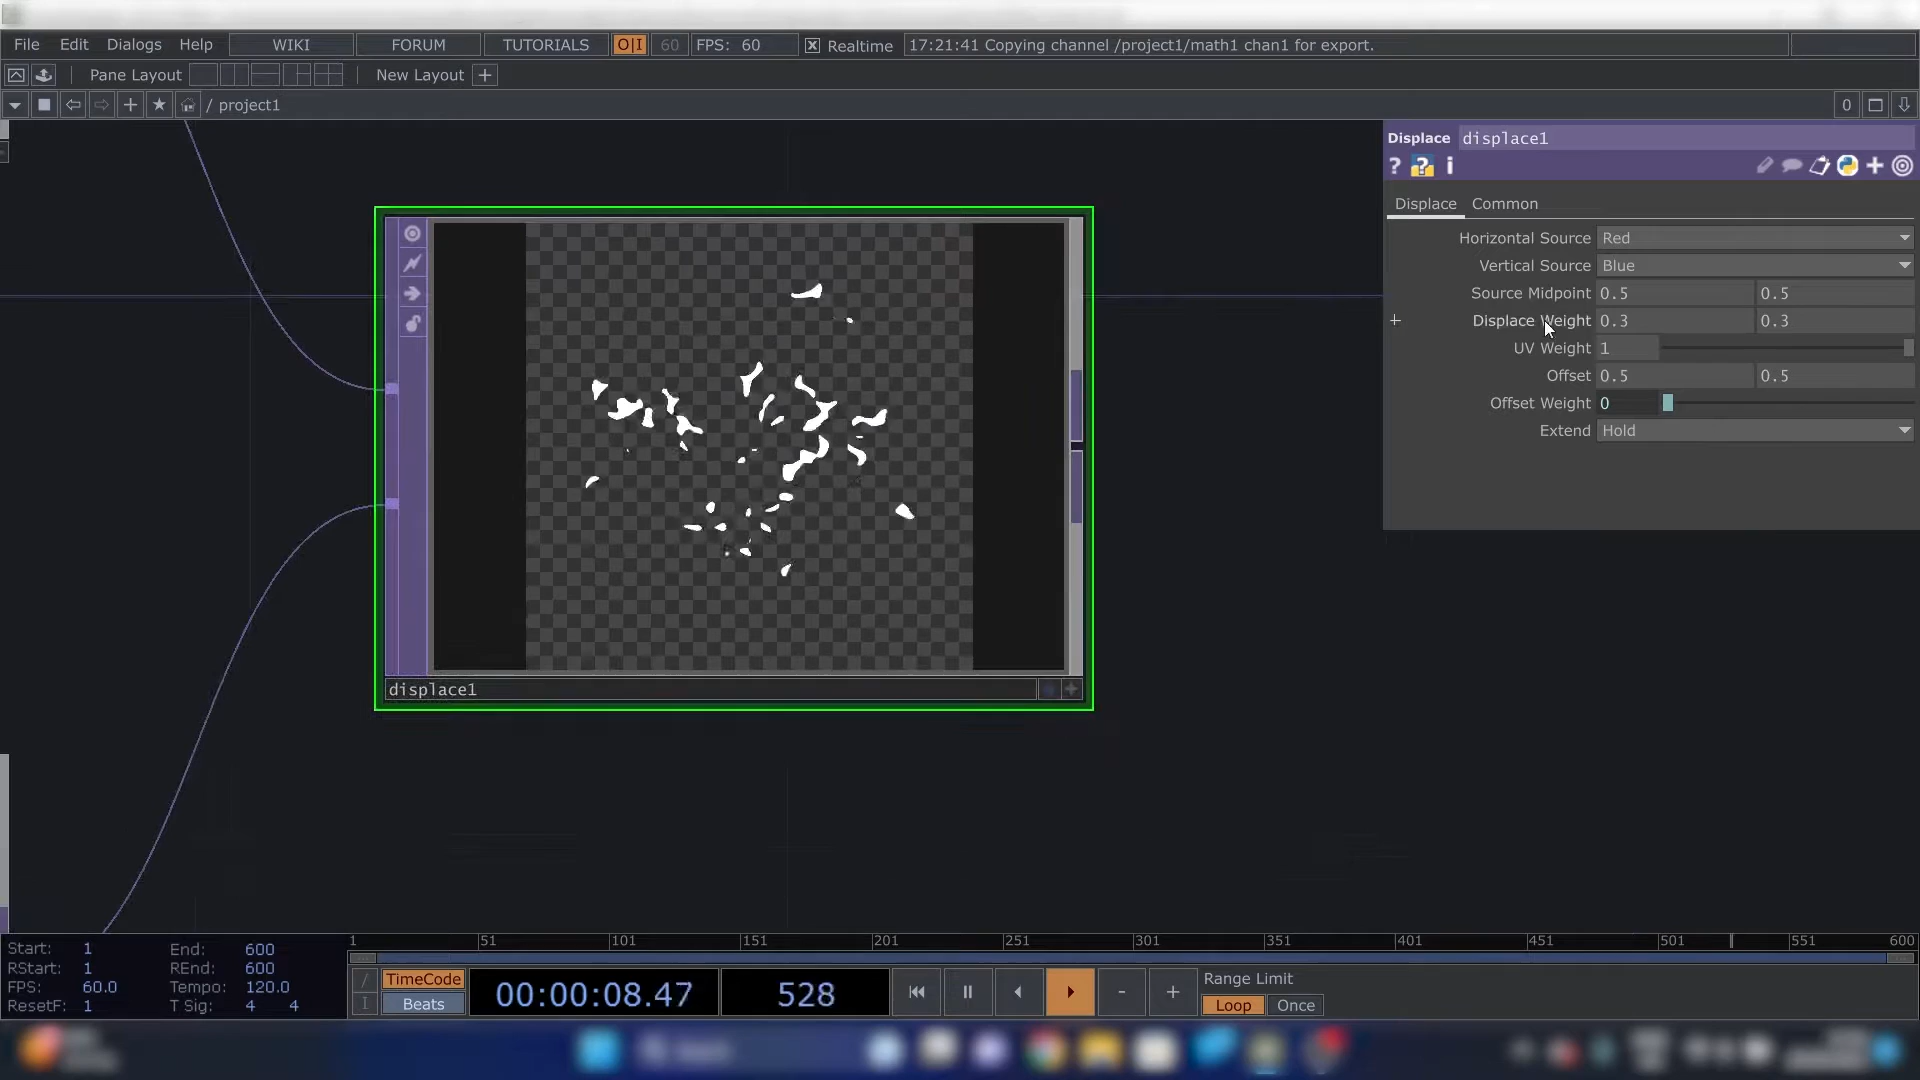 File Edit Dialogs Help WIKI FORUM TUTORIALS O|I 60 FPS: 60 Realtime 17:21:41 Copying channel /project1/math1 chan1 for export.
Pane Layout New Layout +
/ project1 0
Displace displace1
? ? i
Displace Common
Horizontal Source Red
Vertical Source Blue
Source Midpoint 0.5 0.5
+ Displace Weight 0.3 0.3
UV Weight 1
Offset 0.5 0.5
Offset Weight 0
Extend Hold
displace1
1 51 101 151 201 251 301 351 401 451 501 551 600
Start: 1 End: 600
RStart: 1 REnd: 600
FPS: 60.0 Tempo: 120.0
ResetF: 1 T Sig: 4 4
TimeCode
Beats
00:00:08.47 528
- +
Range Limit
Loop Once